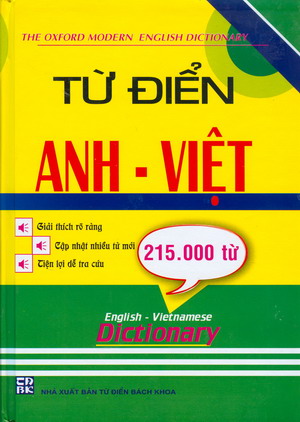 THE OXFORD MODERN ENGLISH DICTIONARY
TỪ ĐIỂN
ANH - VIỆT
Giải thích rõ ràng
Cập nhật nhiều từ mới
Tiện lợi dễ tra cứu
215.000 từ
English - Vietnamese
Dictionary
NHÀ XUẤT BẢN TỪ ĐIỂN BÁCH KHOA